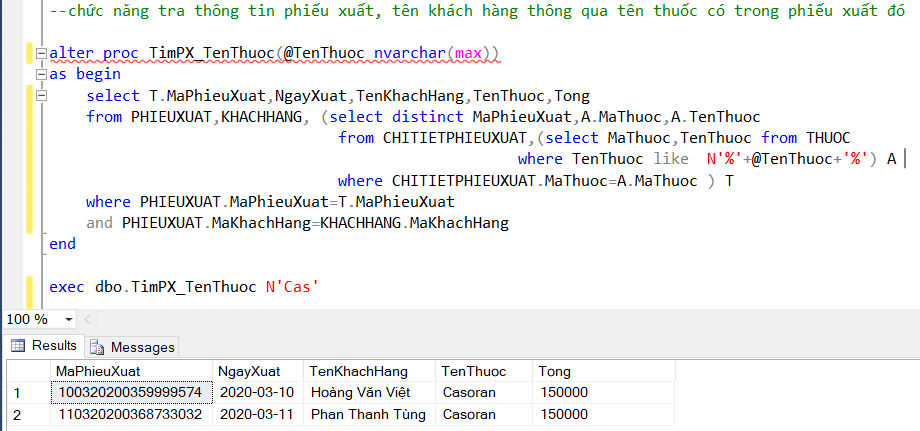 --chức năng tra thông tin phiếu xuất, tên khách hàng thông qua tên thuốc có trong phiếu xuất đó
alter proc TimPX_TenThuoc(@TenThuoc nvarchar(max))
as begin
select T.MaPhieuXuat,NgayXuat,TenKhachHang,TenThuoc,Tong
from PHIEUXUAT,KHACHHANG, (select distinct MaPhieuXuat,A.MaThuoc,A.TenThuoc
from CHITIETPHIEUXUAT,(select MaThuoc,TenThuoc from THUOC
where TenThuoc like N'%'+@TenThuoc+'%') A
where CHITIETPHIEUXUAT.MaThuoc=A.MaThuoc ) T
where PHIEUXUAT.MaPhieuXuat=T.MaPhieuXuat
and PHIEUXUAT.MaKhachHang=KHACHHANG.MaKhachHang
end
exec dbo.TimPX_TenThuoc N'Cas'
100 %
Results Messages
MaPhieuXuat NgayXuat TenKhachHang TenThuoc Tong
1 100320200359999574 2020-03-10 Hoàng Văn Việt Casoran 150000
2 110320200368733032 2020-03-11 Phan Thanh Tùng Casoran 150000